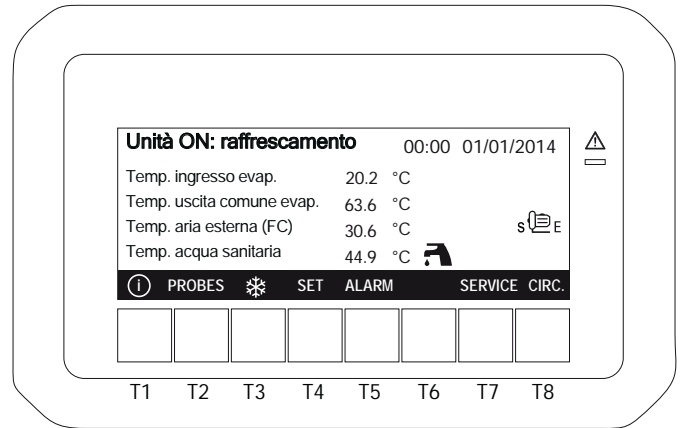 Unità ON: raffrescamento 00:00 01/01/2014
Temp. ingresso evap. 20.2 °C
Temp. uscita comune evap. 63.6 °C
Temp. aria esterna (FC) 30.6 °C
S E
Temp. acqua sanitaria 44.9 °C
i PROBES SET ALARM SERVICE CIRC.
T1 T2 T3 T4 T5 T6 T7 T8